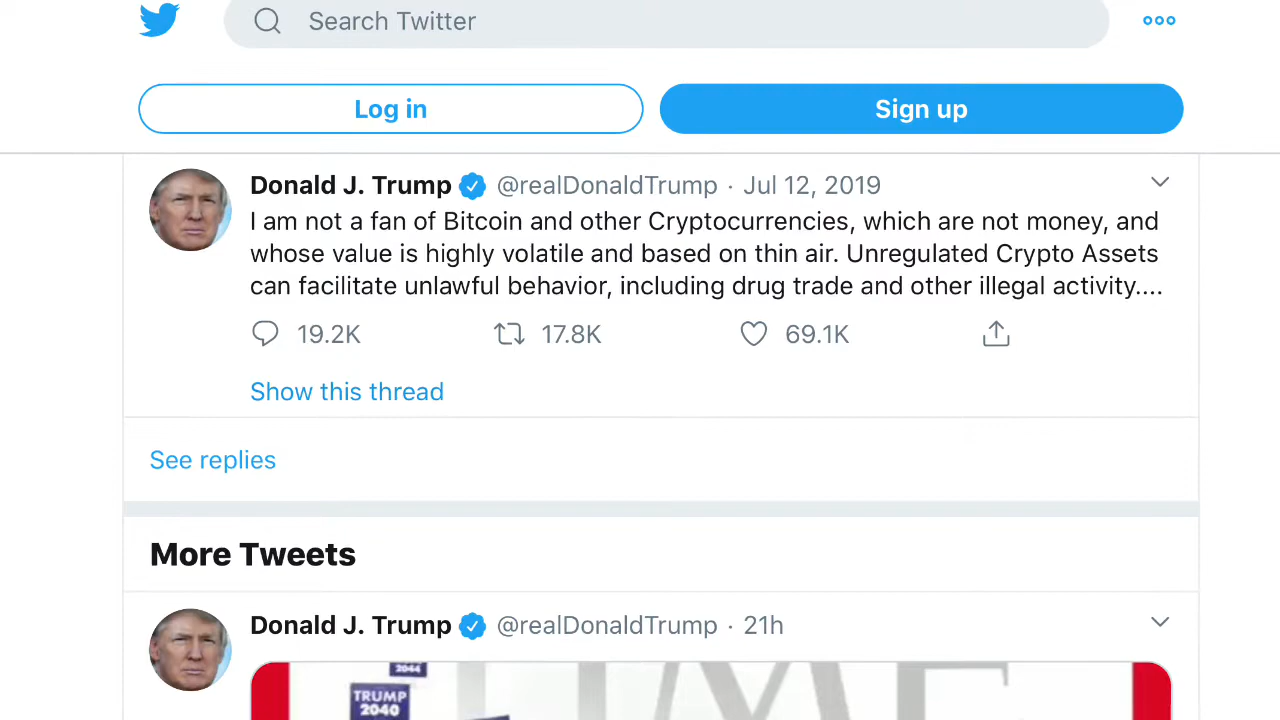 Search Twitter
Log in
Sign up
Donald J. Trump @realDonaldTrump · Jul 12, 2019
I am not a fan of Bitcoin and other Cryptocurrencies, which are not money, and
whose value is highly volatile and based on thin air. Unregulated Crypto Assets
can facilitate unlawful behavior, including drug trade and other illegal activity....
19.2K 17.8K 69.1K
Show this thread
See replies
More Tweets
Donald J. Trump @realDonaldTrump · 21h
TIME
2044
TRUMP
2040